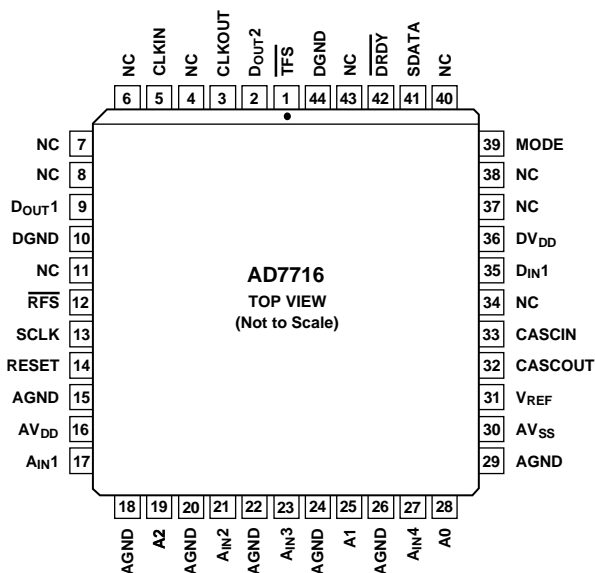 NC CLKIN NC CLKOUT DOUT2 TFS DGND NC DRDY SDATA NC
6 5 4 3 2 1 44 43 42 41 40
NC 7
NC 8
DOUT1 9
DGND 10
NC 11
RFS 12
SCLK 13
RESET 14
AGND 15
AVDD 16
AIN1 17
AD7716
TOP VIEW
(Not to Scale)
39 MODE
38 NC
37 NC
36 DVDD
35 DIN1
34 NC
33 CASCIN
32 CASCOUT
31 VREF
30 AVSS
29 AGND
18 19 20 21 22 23 24 25 26 27 28
AGND A2 AGND AIN2 AGND AIN3 AGND A1 AGND AIN4 A0